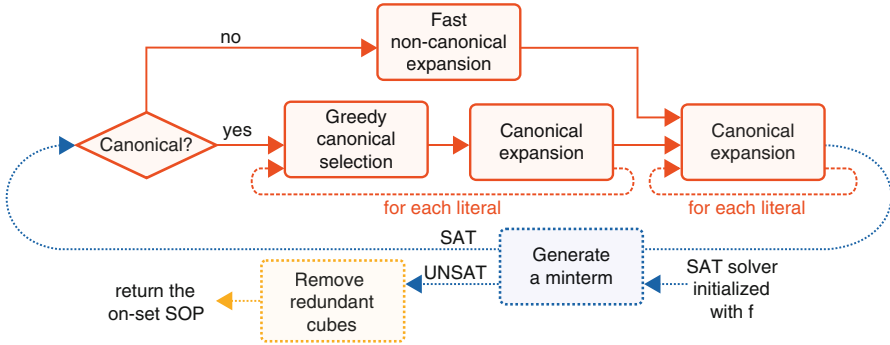 no
Fast
non-canonical
expansion
Canonical?
yes
Greedy
canonical
selection
Canonical
expansion
Canonical
expansion
for each literal
for each literal
SAT
Generate
a minterm
UNSAT
SAT solver
initialized
with f
Remove
redundant
cubes
return the
on-set SOP